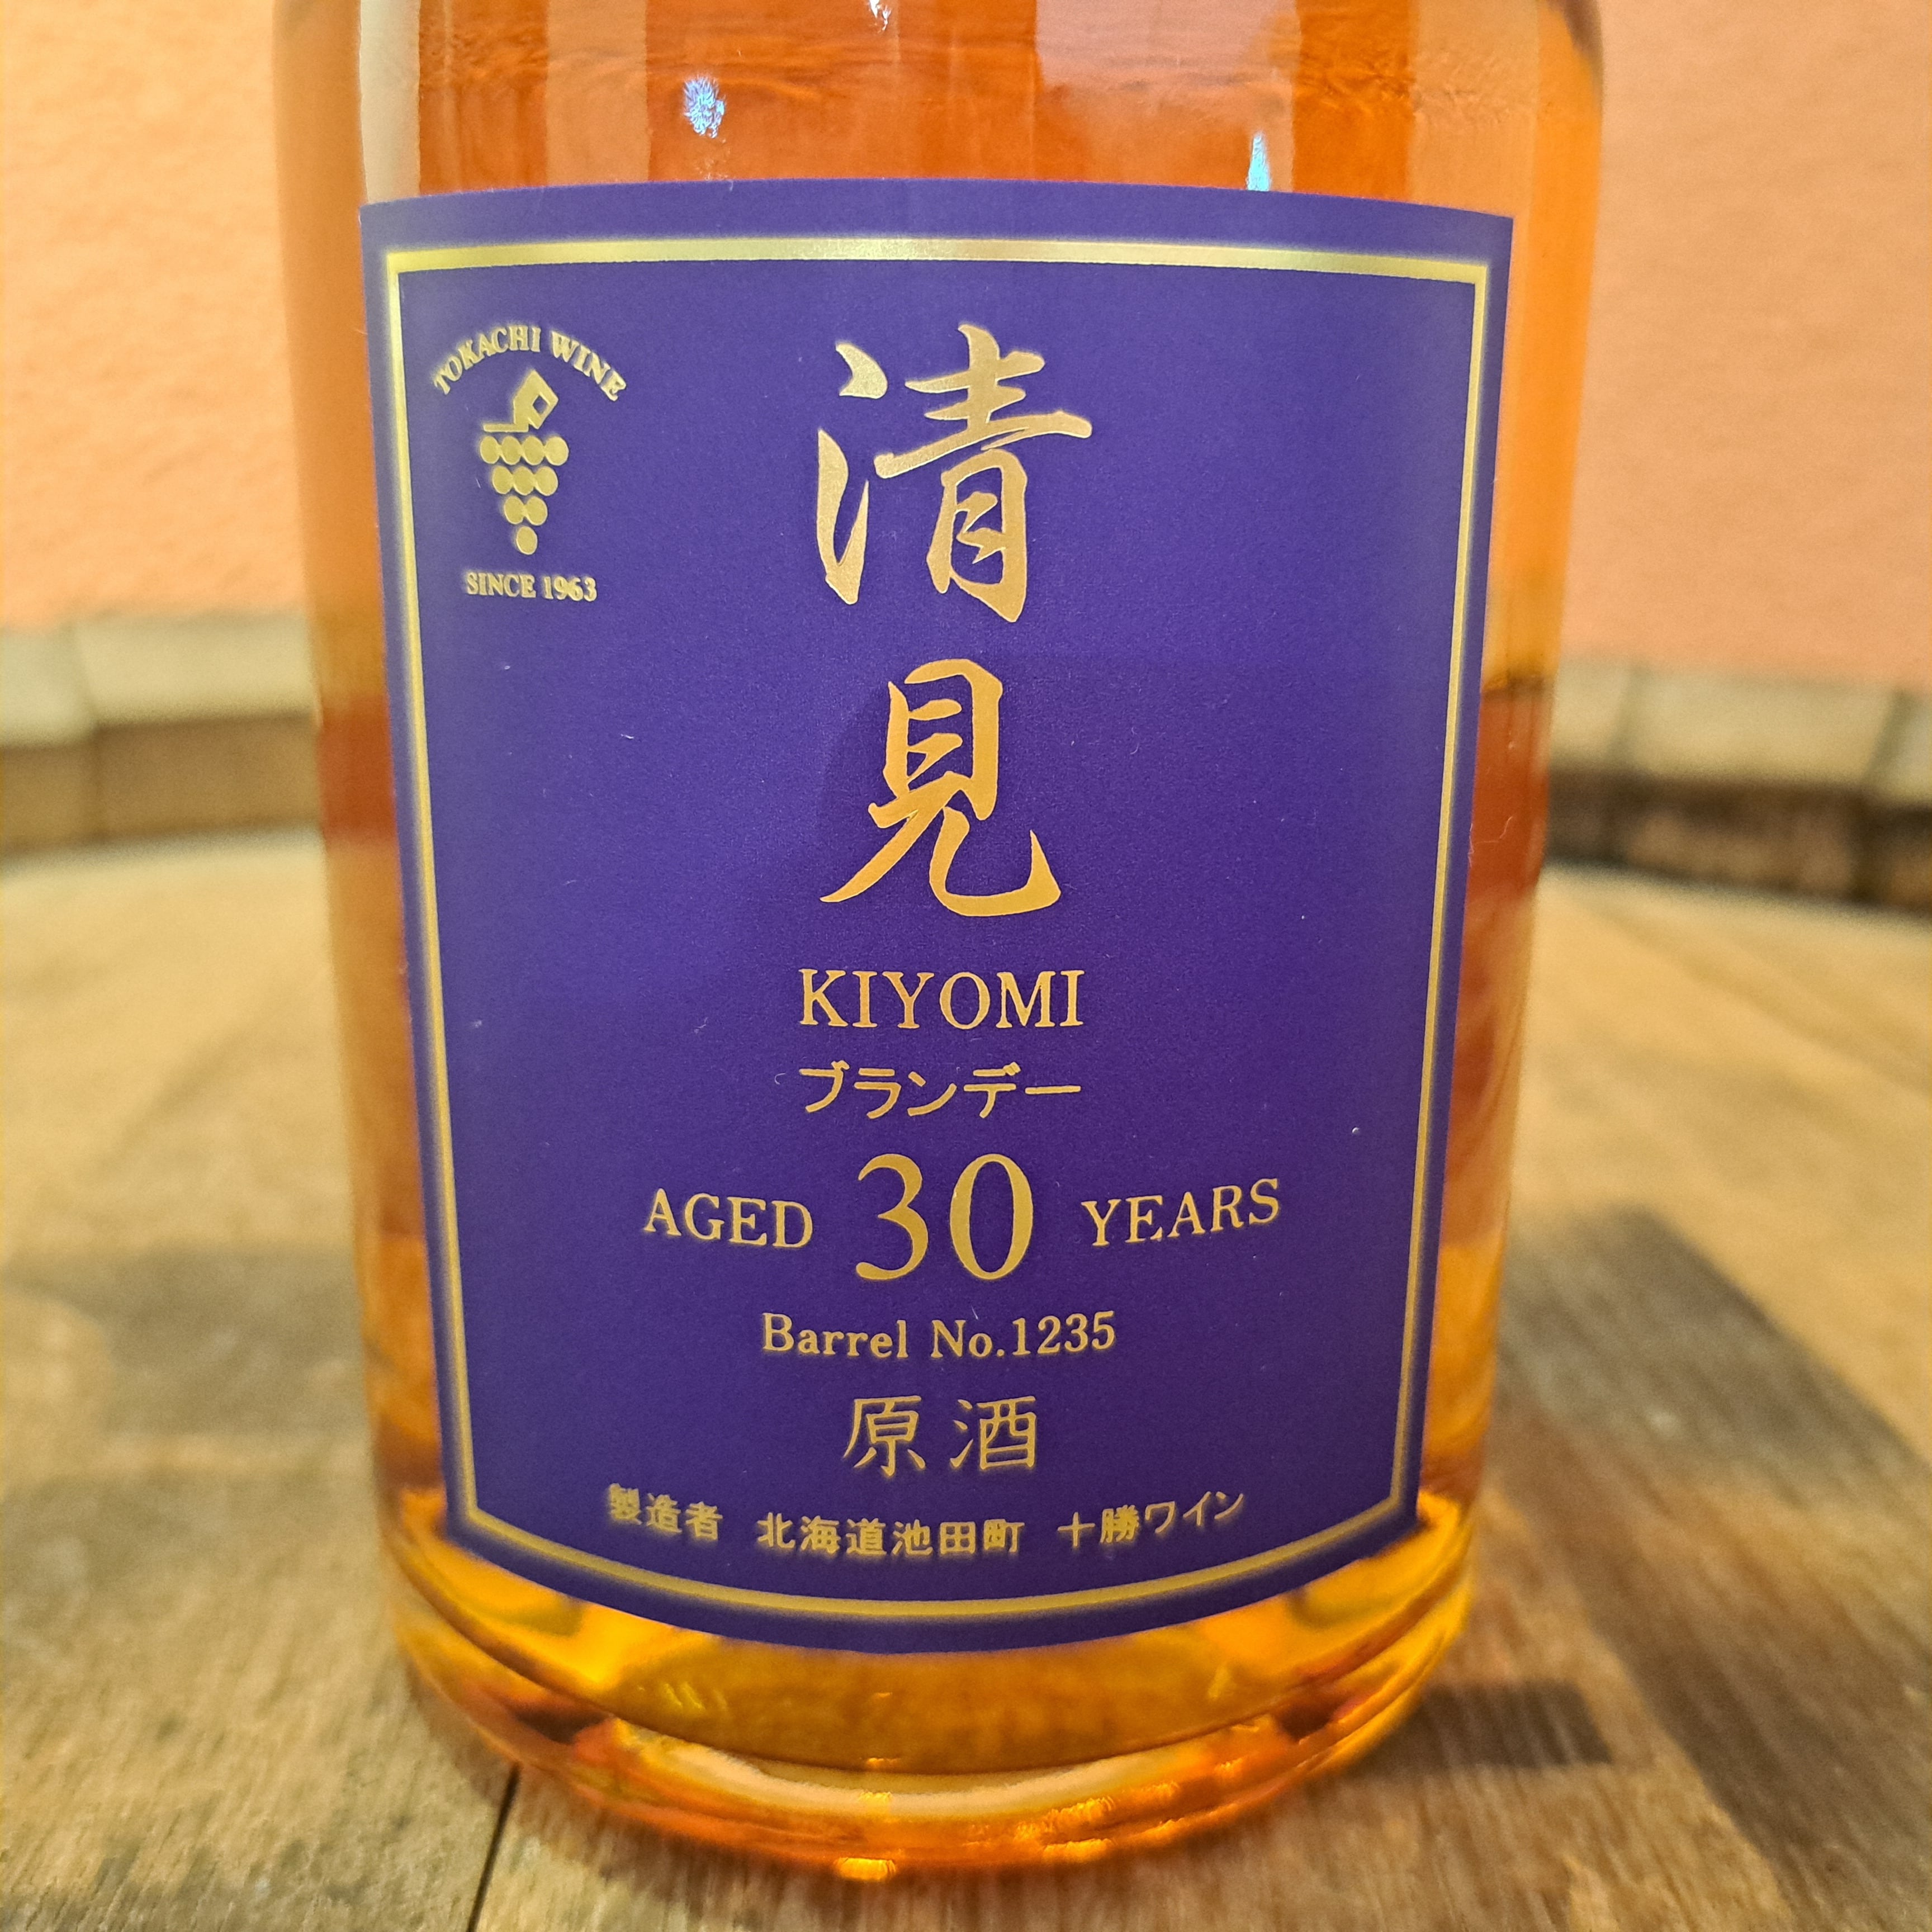 TOKACHI WINE
SINCE 1963
清見
KIYOMI
ブランデー
AGED 30 YEARS
Barrel No.1235
原酒
製造者 北海道池田町 十勝ワイン